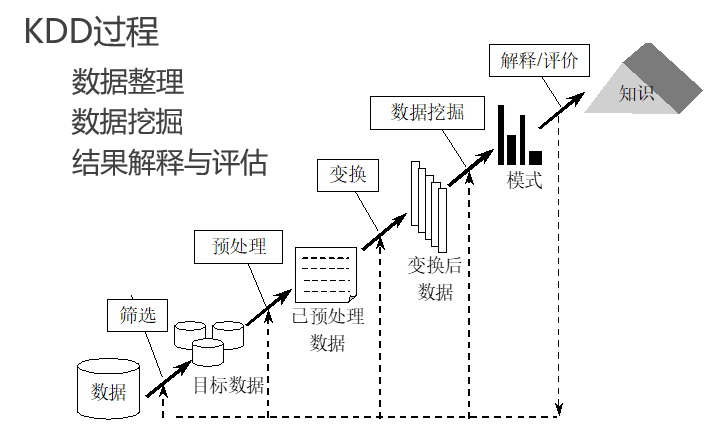 KDD过程
数据整理
数据挖掘
结果解释与评估
解释/评价
知识
数据挖掘
模式
变换
变换后
数据
预处理
已预处理
数据
筛选
目标数据
数据